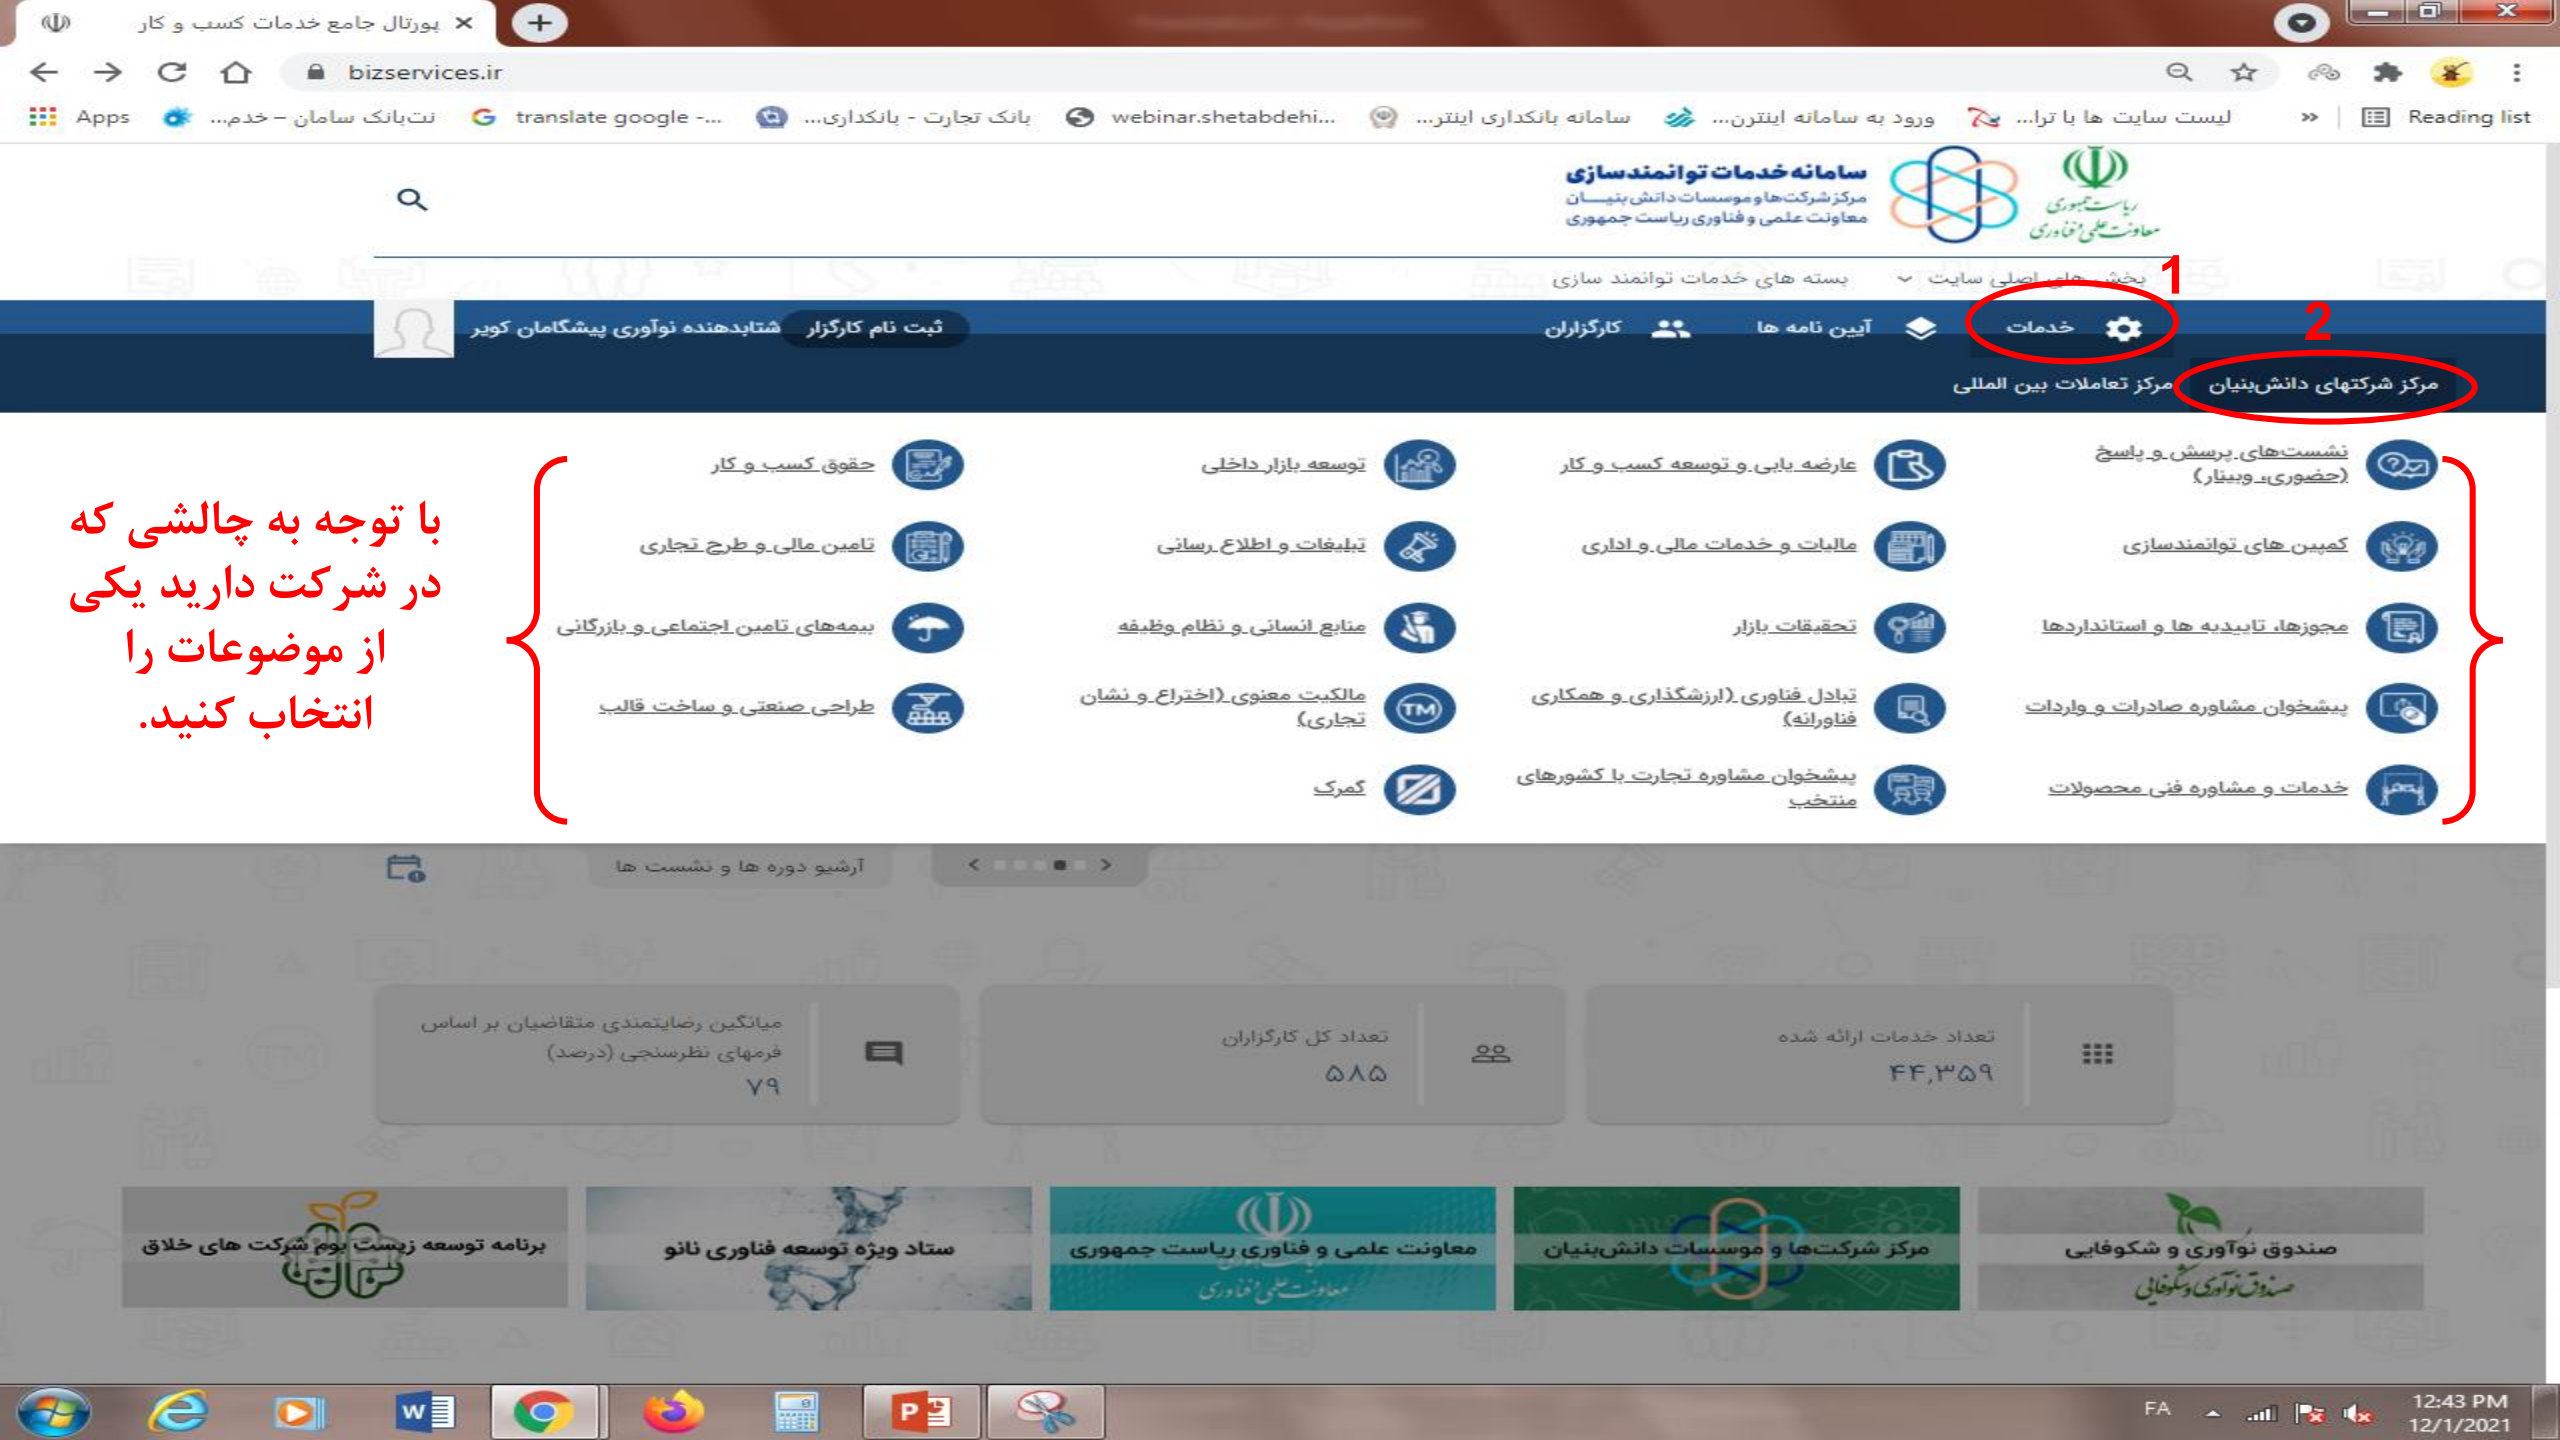 پورتال جامع خدمات کسب و کار
bizservices.ir
Apps
نت‌بانک سامان – خدم...
translate google -...
بانک تجارت - بانکداری...
webinar.shetabdehi...
سامانه بانکداری اینتر...
ورود به سامانه اینترن...
لیست سایت ها با ترا...
»
Reading list
ریاست جمهوری
معاونت علمی و فناوری
سامانه خدمات توانمندسازی
مرکز شرکت‌ها و موسسات دانش بنیــــان
معاونت علمی و فناوری ریاست جمهوری
بخش های اصلی سایت
بسته های خدمات توانمند سازی
1
خدمات
آیین نامه ها
کارگزاران
ثبت نام کارگزار
شتابدهنده نوآوری پیشگامان کویر
2
مرکز شرکتهای دانش‌بنیان
مرکز تعاملات بین المللی
نشست‌های پرسش و پاسخ
(حضوری، وبینار)
عارضه یابی و توسعه کسب و کار
توسعه بازار داخلی
حقوق کسب و کار
کمپین های توانمندسازی
مالیات و خدمات مالی و اداری
تبلیغات و اطلاع رسانی
تامین مالی و طرح تجاری
مجوزها، تاییدیه ها و استانداردها
تحقیقات بازار
منابع انسانی و نظام وظیفه
بیمه‌های تامین اجتماعی و بازرگانی
پیشخوان مشاوره صادرات و واردات
تبادل فناوری (ارزشگذاری و همکاری
فناورانه)
TM
مالکیت معنوی (اختراع و نشان
تجاری)
طراحی صنعتی و ساخت قالب
خدمات و مشاوره فنی محصولات
پیشخوان مشاوره تجارت با کشورهای
منتخب
گمرک
با توجه به چالشی که
در شرکت دارید یکی
از موضوعات را
انتخاب کنید.
آرشیو دوره ها و نشست ها
تعداد خدمات ارائه شده
۴۴,۳۵۹
تعداد کل کارگزاران
۵۸۵
میانگین رضایتمندی متقاضیان بر اساس
فرمهای نظرسنجی (درصد)
۷۹
صندوق نوآوری و شکوفایی
صندوق نوآوری و شکوفایی
مرکز شرکت‌ها و موسسات دانش‌بنیان
معاونت علمی و فناوری ریاست جمهوری
معاونت علمی و فناوری
ستاد ویژه توسعه فناوری نانو
برنامه توسعه زیست بوم شرکت های خلاق
FA
12:43 PM
12/1/2021